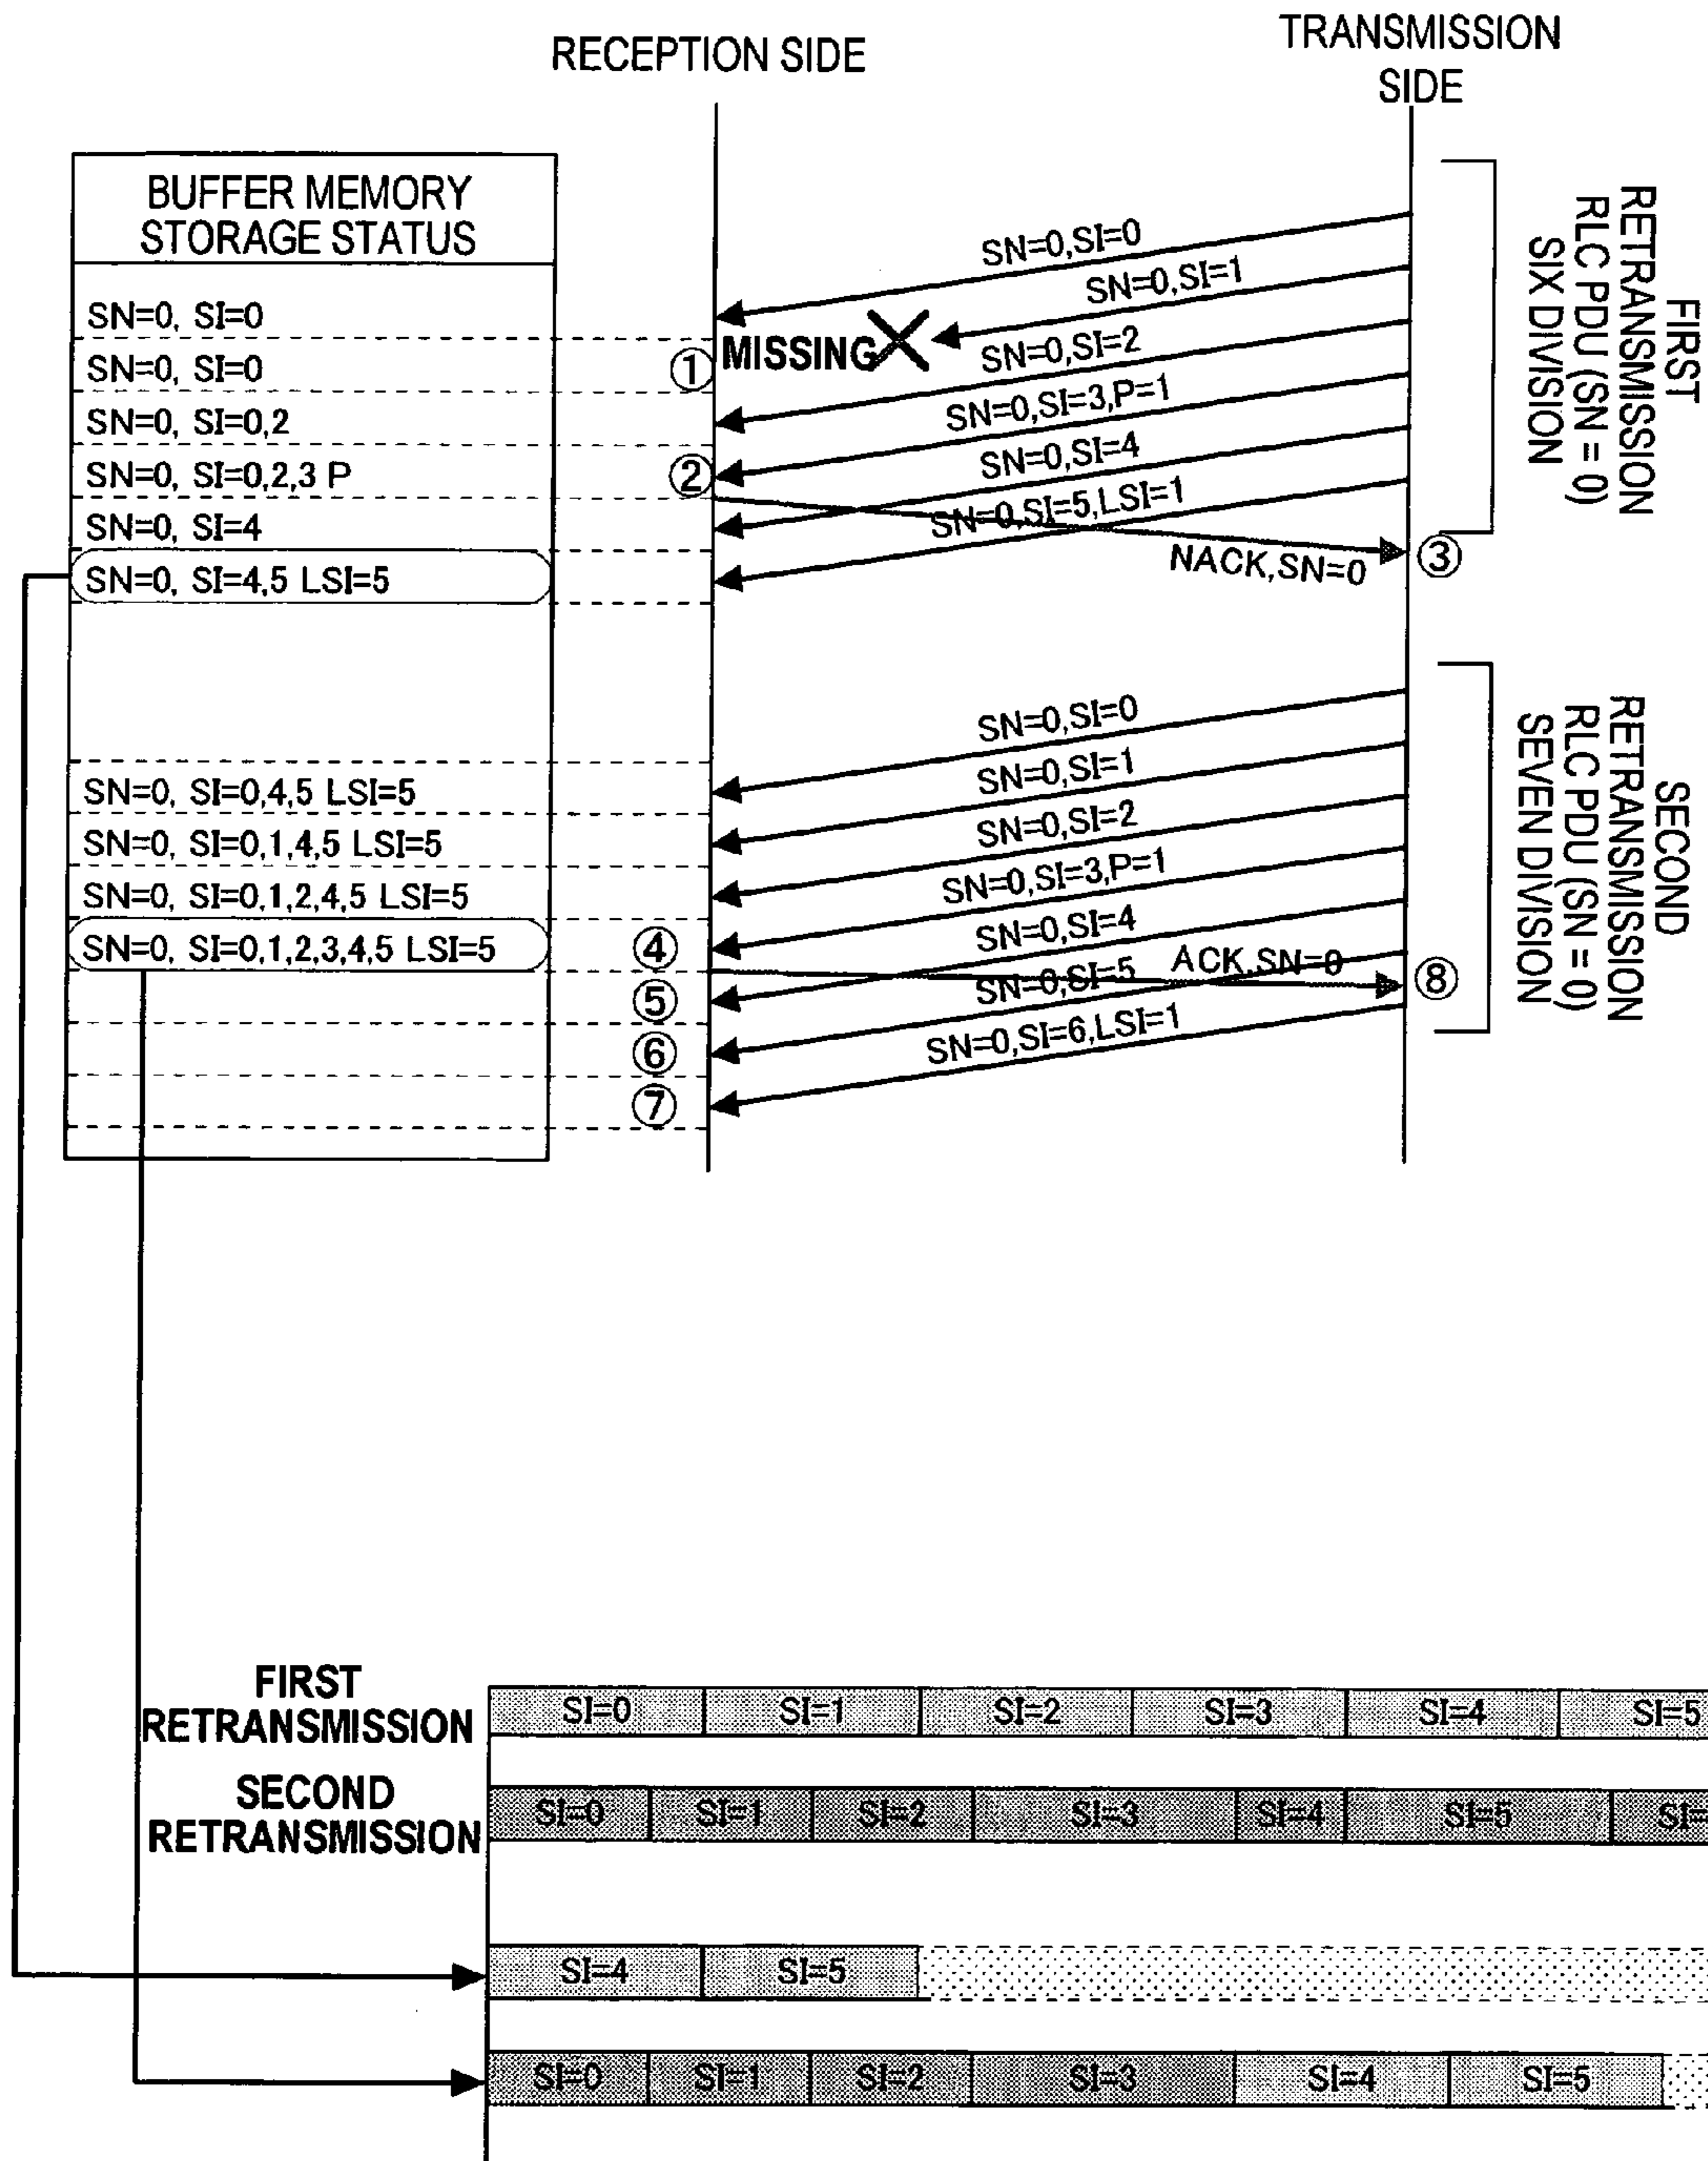 RECEPTION SIDE
TRANSMISSION
SIDE
BUFFER MEMORY
STORAGE STATUS
SN=0, SI=0
SN=0, SI=0
SN=0, SI=0,2
SN=0, SI=0,2,3 P
SN=0, SI=4
SN=0, SI=4,5 LSI=5
SN=0, SI=0,4,5 LSI=5
SN=0, SI=0,1,4,5 LSI=5
SN=0, SI=0,1,2,4,5 LSI=5
SN=0, SI=0,1,2,3,4,5 LSI=5
①
②
④
⑤
⑥
⑦
SN=0,SI=0
SN=0,SI=1
MISSING
SN=0,SI=2
SN=0,SI=3,P=1
SN=0,SI=4
SN=0,SI=5,LSI=1
NACK,SN=0
③
SN=0,SI=0
SN=0,SI=1
SN=0,SI=2
SN=0,SI=3,P=1
SN=0,SI=4
ACK,SN=0
SN=0,SI=5
SN=0,SI=6,LSI=1
⑧
FIRST
RETRANSMISSION
RLC PDU (SN = 0)
SIX DIVISION
SECOND
RETRANSMISSION
RLC PDU (SN = 0)
SEVEN DIVISION
FIRST
RETRANSMISSION
SI=0 SI=1 SI=2 SI=3 SI=4 SI=5
SECOND
RETRANSMISSION
SI=0 SI=1 SI=2 SI=3 SI=4 SI=5 SI=
SI=4 SI=5
SI=0 SI=1 SI=2 SI=3 SI=4 SI=5